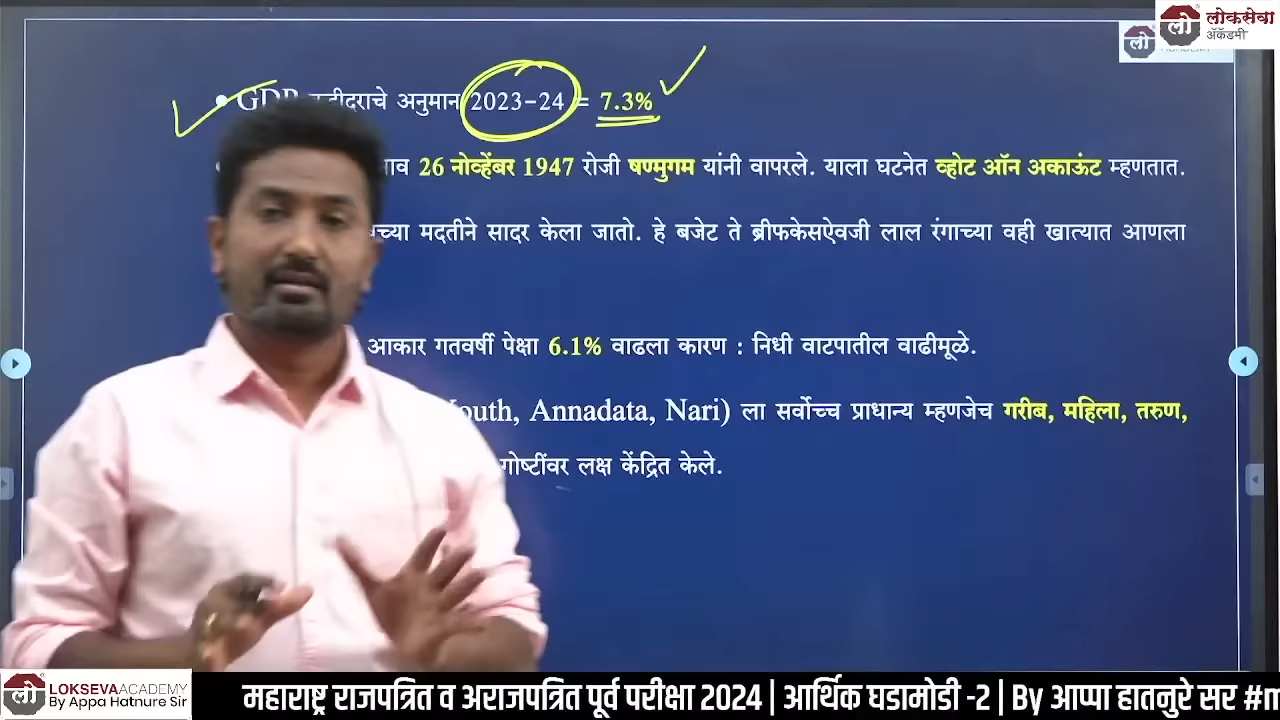 लोकसेवा
अ‍ॅकॅडमी
लो
• GDP अनुमान 2023-24 = 7.3%
26 नोव्हेंबर 1947 रोजी षण्मुगम यांनी वापरले. याला घटनेत व्होट ऑन अकाऊंट म्हणतात.
मदतीने सादर केला जातो. हे बजेट ते ब्रीफकेसऐवजी लाल रंगाच्या वही खात्यात आणला
आकार गतवर्षी पेक्षा 6.1% वाढला कारण : निधी वाटपातील वाढीमूळे.
Annadata, Nari) ला सर्वोच्च प्राधान्य म्हणजेच गरीब, महिला, तरुण,
गोष्टींवर लक्ष केंद्रित केले.
लो LOKSEVA ACADEMY
By Appa Hatnure Sir
महाराष्ट्र राजपत्रित व अराजपत्रित पूर्व परीक्षा 2024 | आर्थिक घडामोडी -2 | By आप्पा हातनुरे सर